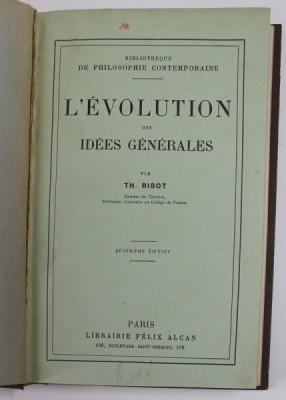 BIBLIOTHÈQUE
DE PHILOSOPHIE CONTEMPORAINE
L'ÉVOLUTION
DES
IDÉES GÉNÉRALES
PAR
TH. RIBOT
Membre de l'Institut,
Professeur honoraire au Collège de France.
QUATRIÈME ÉDITION
PARIS
LIBRAIRIE FÉLIX ALCAN
108, BOULEVARD SAINT-GERMAIN, 108